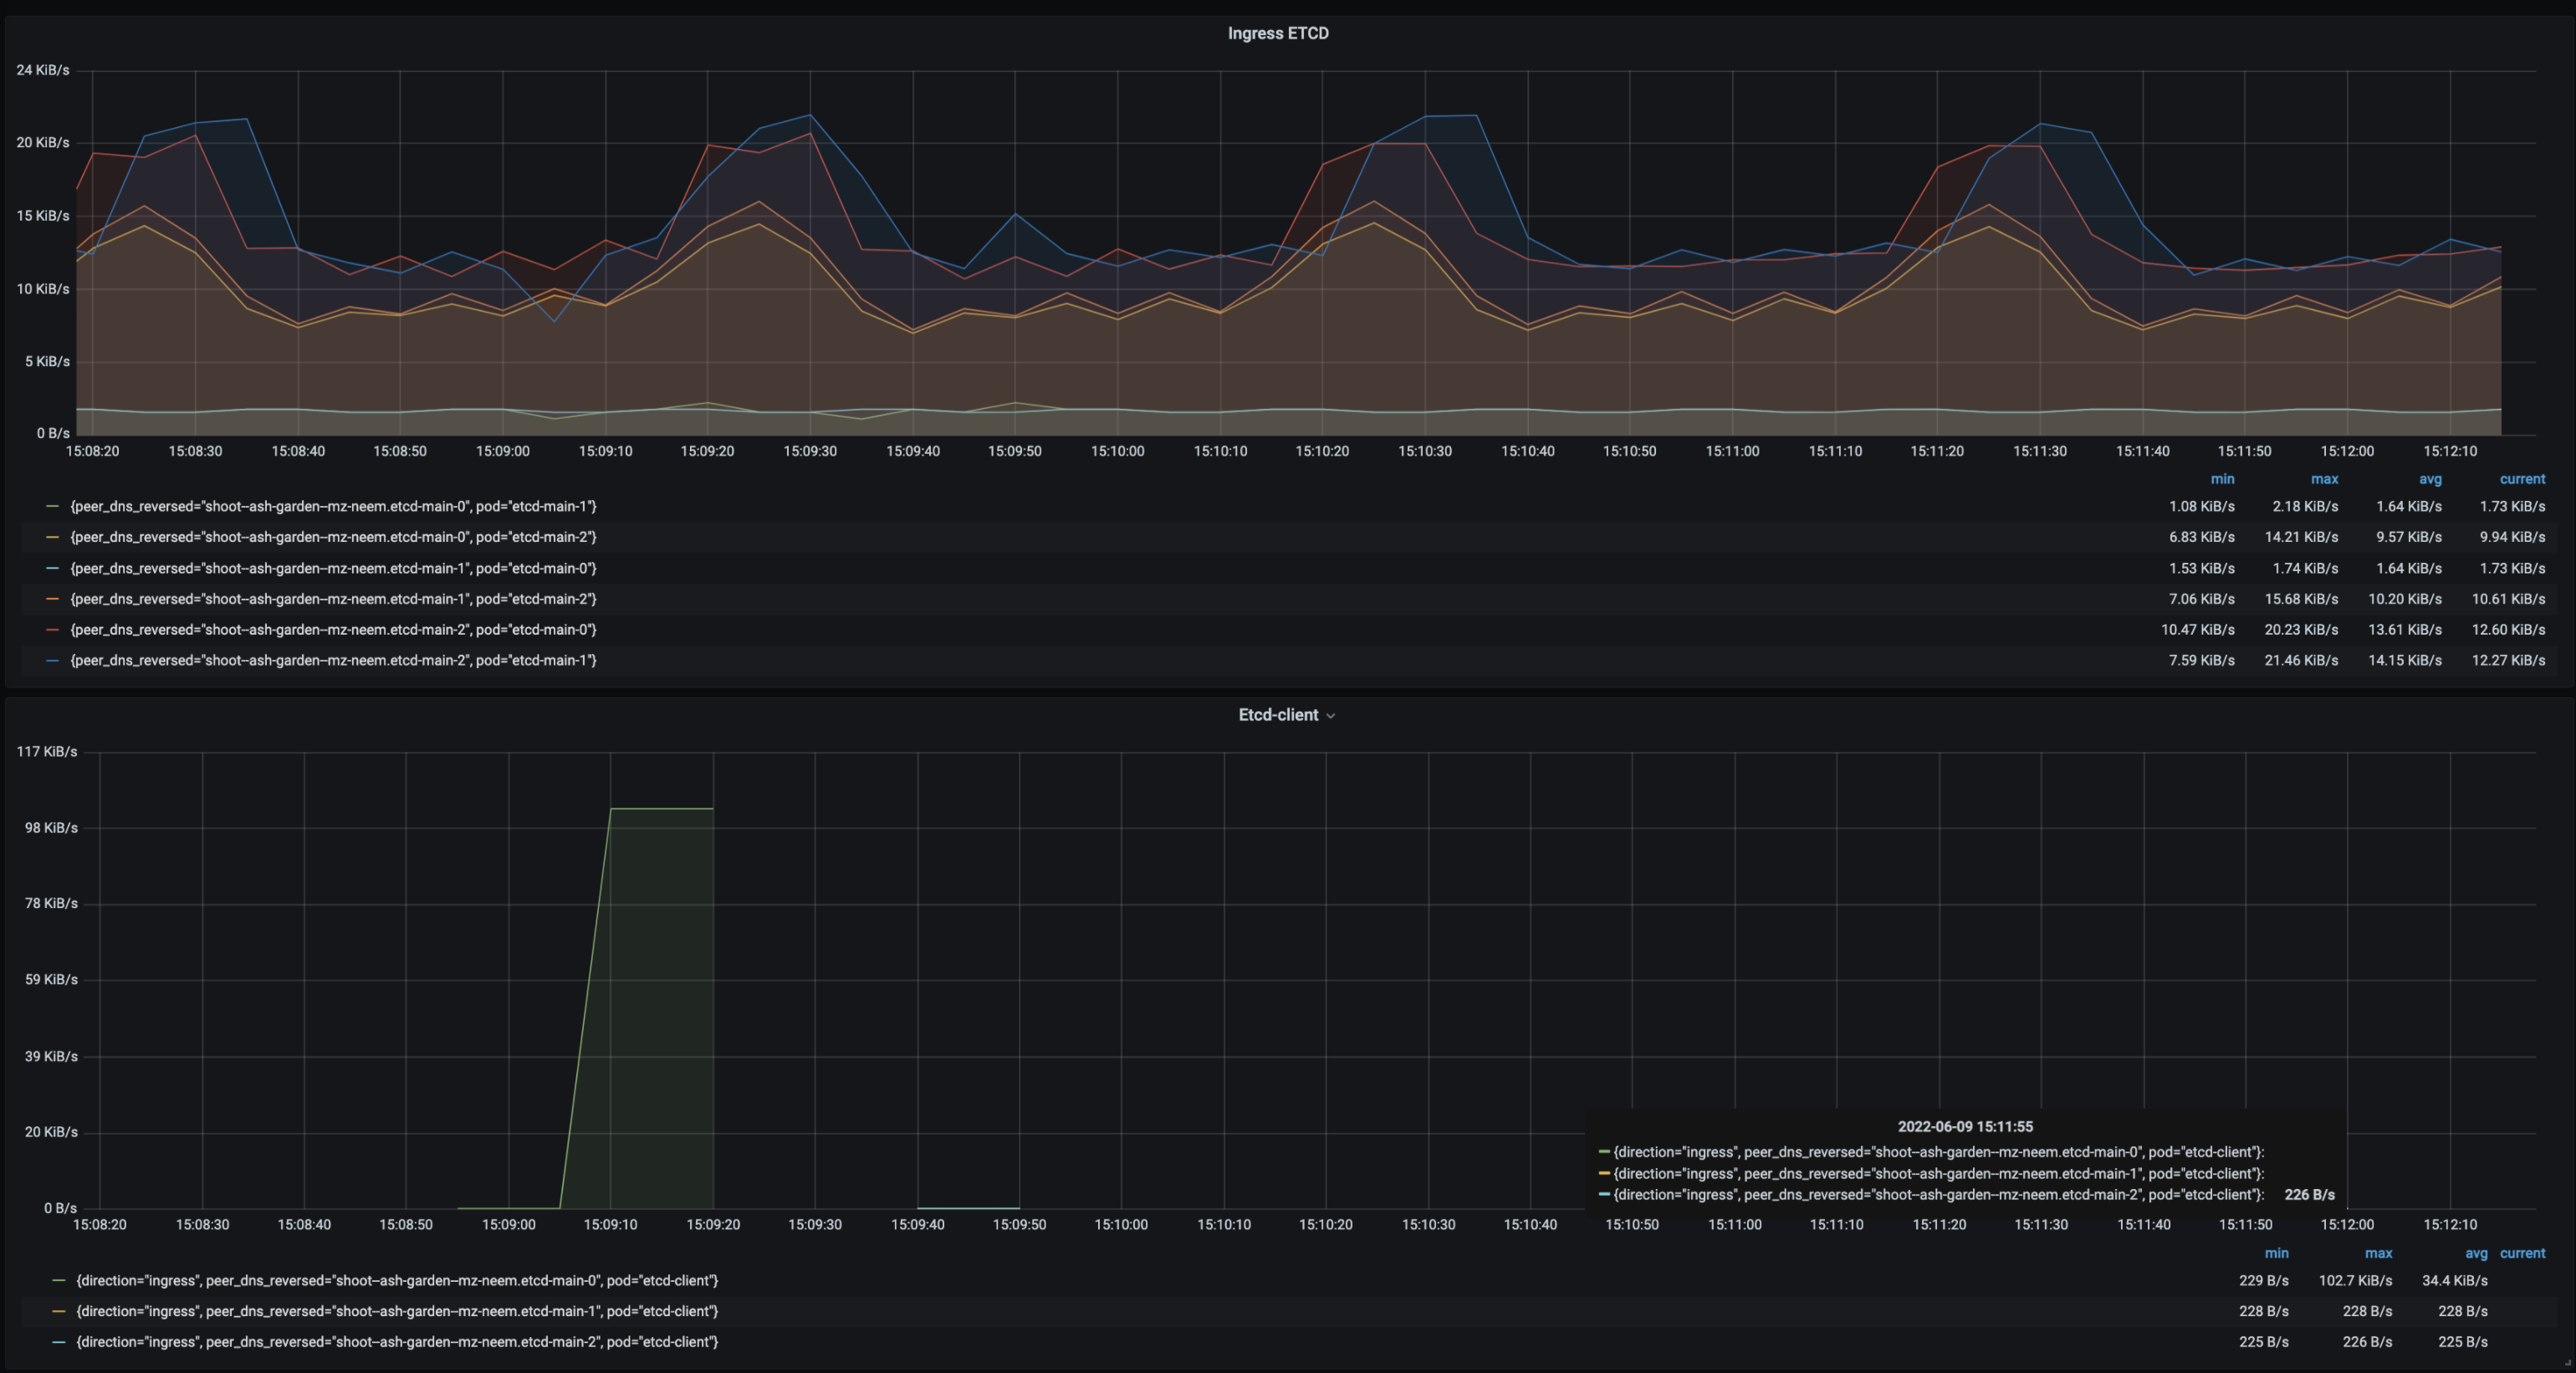 Ingress ETCD
24 KiB/s
20 KiB/s
15 KiB/s
10 KiB/s
5 KiB/s
0 B/s
15:08:20 15:08:30 15:08:40 15:08:50 15:09:00 15:09:10 15:09:20 15:09:30 15:09:40 15:09:50 15:10:00 15:10:10 15:10:20 15:10:30 15:10:40 15:10:50 15:11:00 15:11:10 15:11:20 15:11:30 15:11:40 15:11:50 15:12:00 15:12:10
min max avg current
{peer_dns_reversed="shoot--ash-garden--mz-neem.etcd-main-0", pod="etcd-main-1"} 1.08 KiB/s 2.18 KiB/s 1.64 KiB/s 1.73 KiB/s
{peer_dns_reversed="shoot--ash-garden--mz-neem.etcd-main-0", pod="etcd-main-2"} 6.83 KiB/s 14.21 KiB/s 9.57 KiB/s 9.94 KiB/s
{peer_dns_reversed="shoot--ash-garden--mz-neem.etcd-main-1", pod="etcd-main-0"} 1.53 KiB/s 1.74 KiB/s 1.64 KiB/s 1.73 KiB/s
{peer_dns_reversed="shoot--ash-garden--mz-neem.etcd-main-1", pod="etcd-main-2"} 7.06 KiB/s 15.68 KiB/s 10.20 KiB/s 10.61 KiB/s
{peer_dns_reversed="shoot--ash-garden--mz-neem.etcd-main-2", pod="etcd-main-0"} 10.47 KiB/s 20.23 KiB/s 13.61 KiB/s 12.60 KiB/s
{peer_dns_reversed="shoot--ash-garden--mz-neem.etcd-main-2", pod="etcd-main-1"} 7.59 KiB/s 21.46 KiB/s 14.15 KiB/s 12.27 KiB/s
Etcd-client
117 KiB/s
98 KiB/s
78 KiB/s
59 KiB/s
39 KiB/s
20 KiB/s
0 B/s
2022-06-09 15:11:55
{direction="ingress", peer_dns_reversed="shoot--ash-garden--mz-neem.etcd-main-0", pod="etcd-client"}:
{direction="ingress", peer_dns_reversed="shoot--ash-garden--mz-neem.etcd-main-1", pod="etcd-client"}:
{direction="ingress", peer_dns_reversed="shoot--ash-garden--mz-neem.etcd-main-2", pod="etcd-client"}: 226 B/s
15:08:20 15:08:30 15:08:40 15:08:50 15:09:00 15:09:10 15:09:20 15:09:30 15:09:40 15:09:50 15:10:00 15:10:10 15:10:20 15:10:30 15:10:40 15:10:50 15:11:00 15:11:10 15:11:20 15:11:30 15:11:40 15:11:50 15:12:00 15:12:10
min max avg current
{direction="ingress", peer_dns_reversed="shoot--ash-garden--mz-neem.etcd-main-0", pod="etcd-client"} 229 B/s 102.7 KiB/s 34.4 KiB/s
{direction="ingress", peer_dns_reversed="shoot--ash-garden--mz-neem.etcd-main-1", pod="etcd-client"} 228 B/s 228 B/s 228 B/s
{direction="ingress", peer_dns_reversed="shoot--ash-garden--mz-neem.etcd-main-2", pod="etcd-client"} 225 B/s 226 B/s 225 B/s